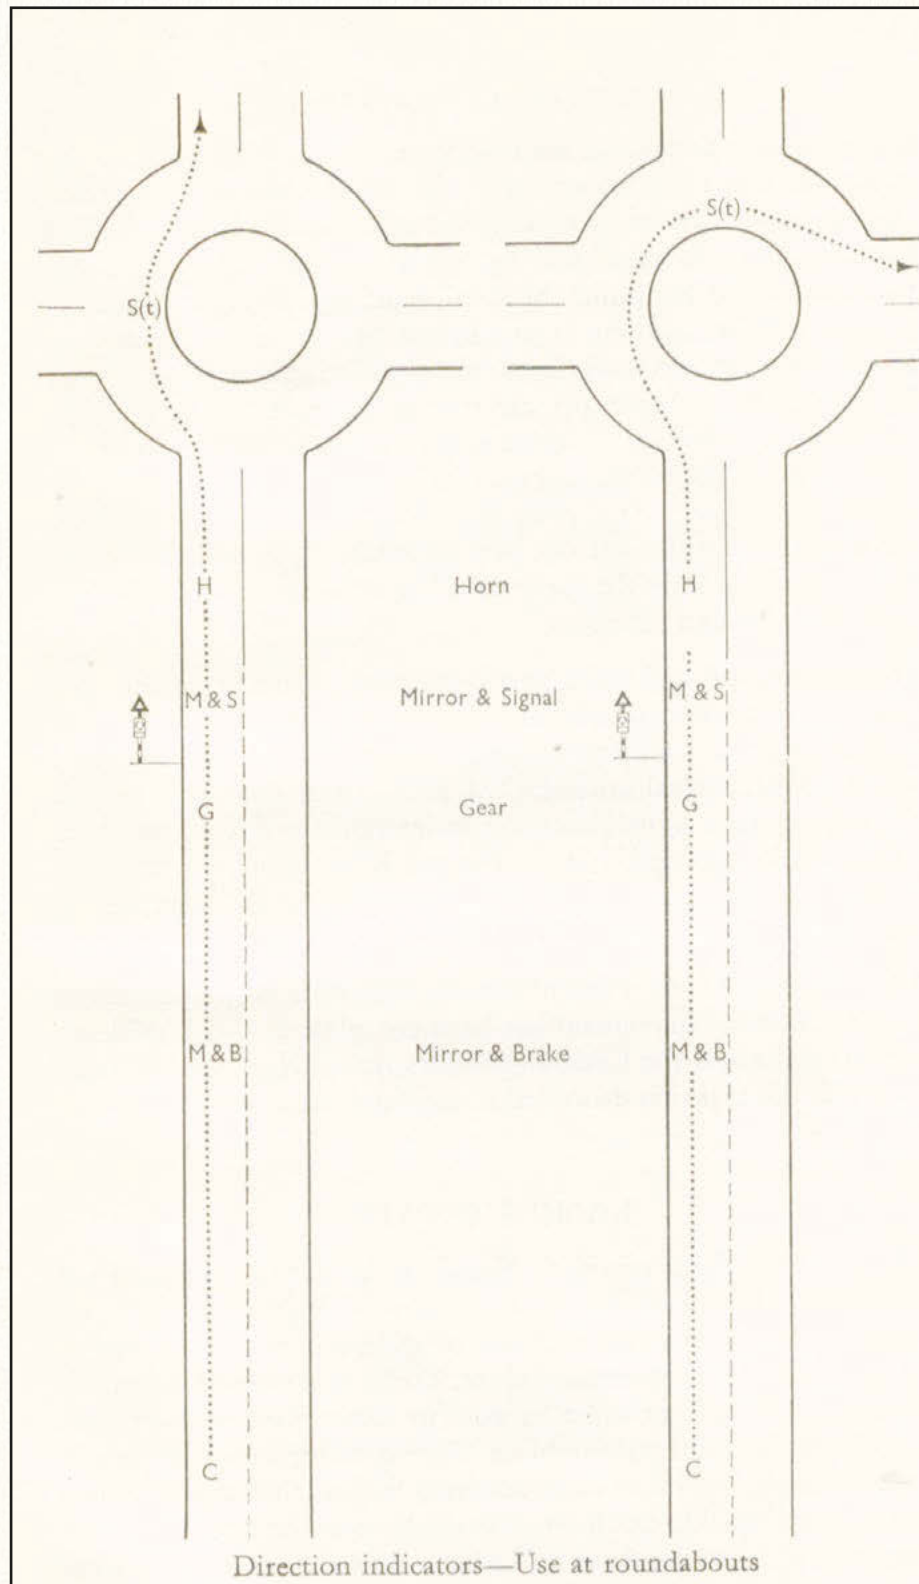 S(t)
S(t)
H Horn H
M & S Mirror & Signal M & S
G Gear G
M & B Mirror & Brake M & B
C C
Direction indicators—Use at roundabouts